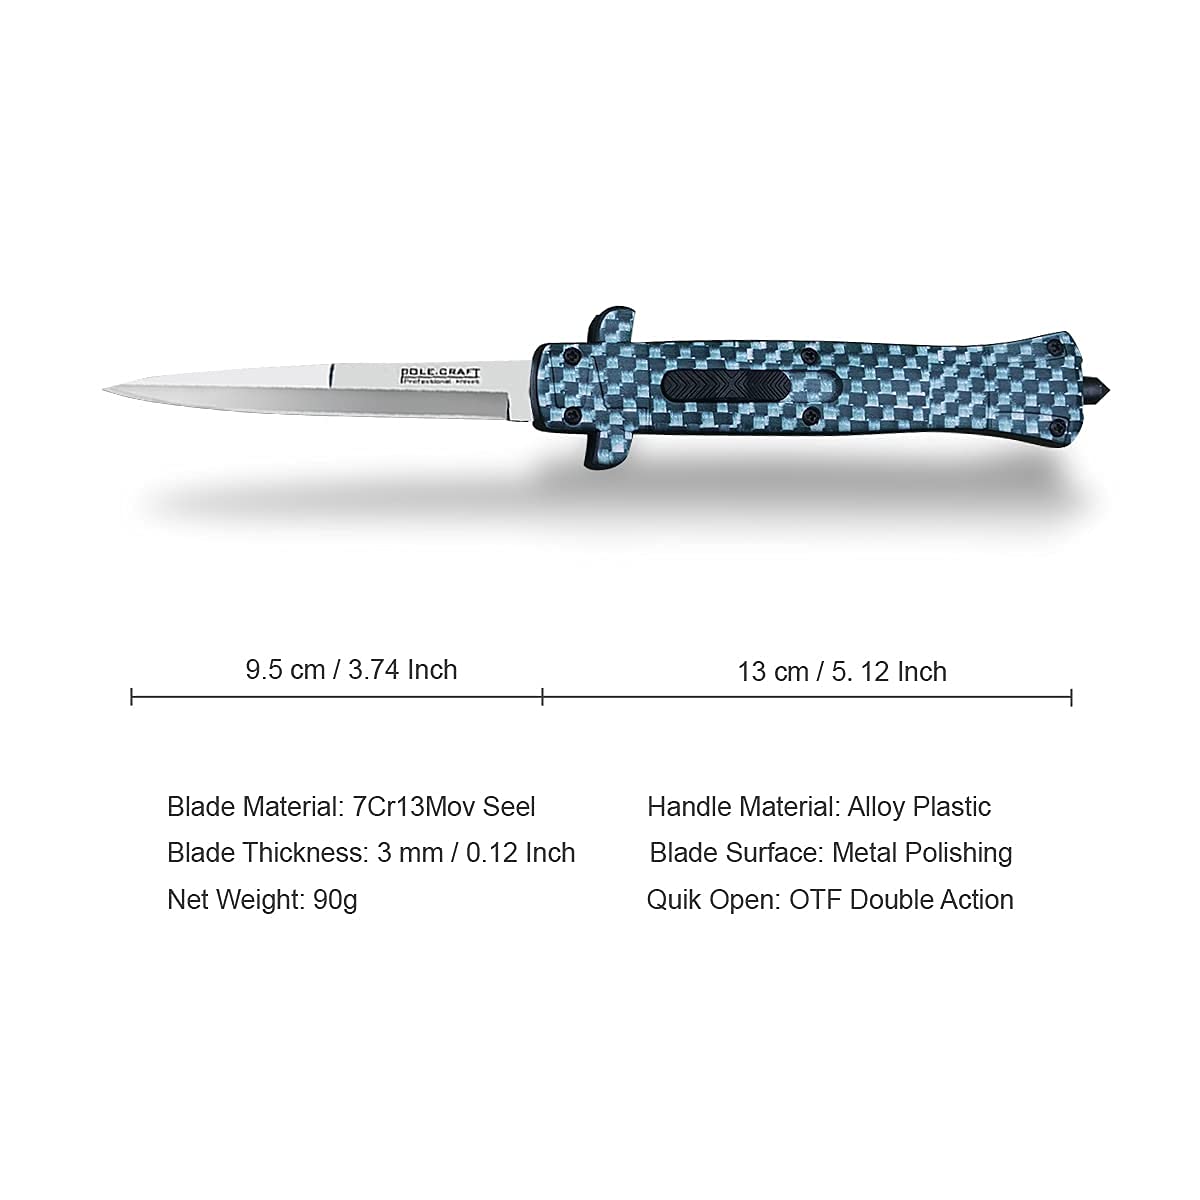 POLE.CRAFT
Professional knives
9.5 cm / 3.74 Inch
13 cm / 5. 12 Inch
Blade Material: 7Cr13Mov Seel
Handle Material: Alloy Plastic
Blade Thickness: 3 mm / 0.12 Inch
Blade Surface: Metal Polishing
Net Weight: 90g
Quik Open: OTF Double Action